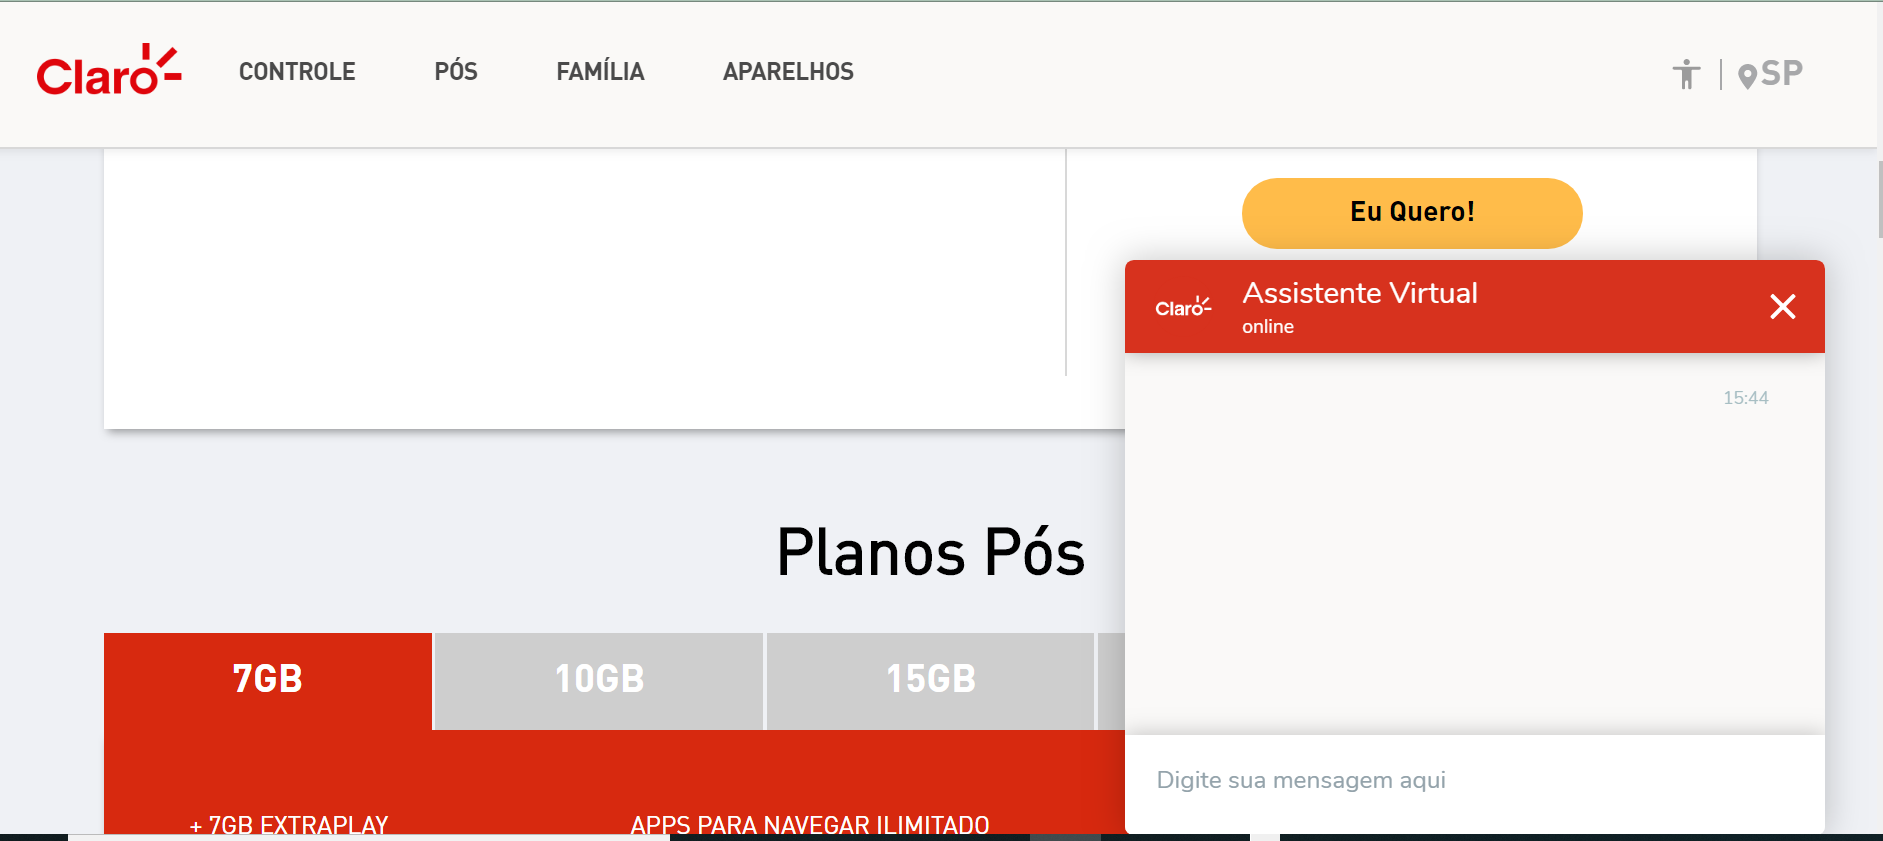 Claro CONTROLE PÓS FAMÍLIA APARELHOS SP
Eu Quero!
Claro Assistente Virtual
online
15:44
Planos Pós
7GB 10GB 15GB
Digite sua mensagem aqui
+ 7GB EXTRAPLAY APPS PARA NAVEGAR ILIMITADO